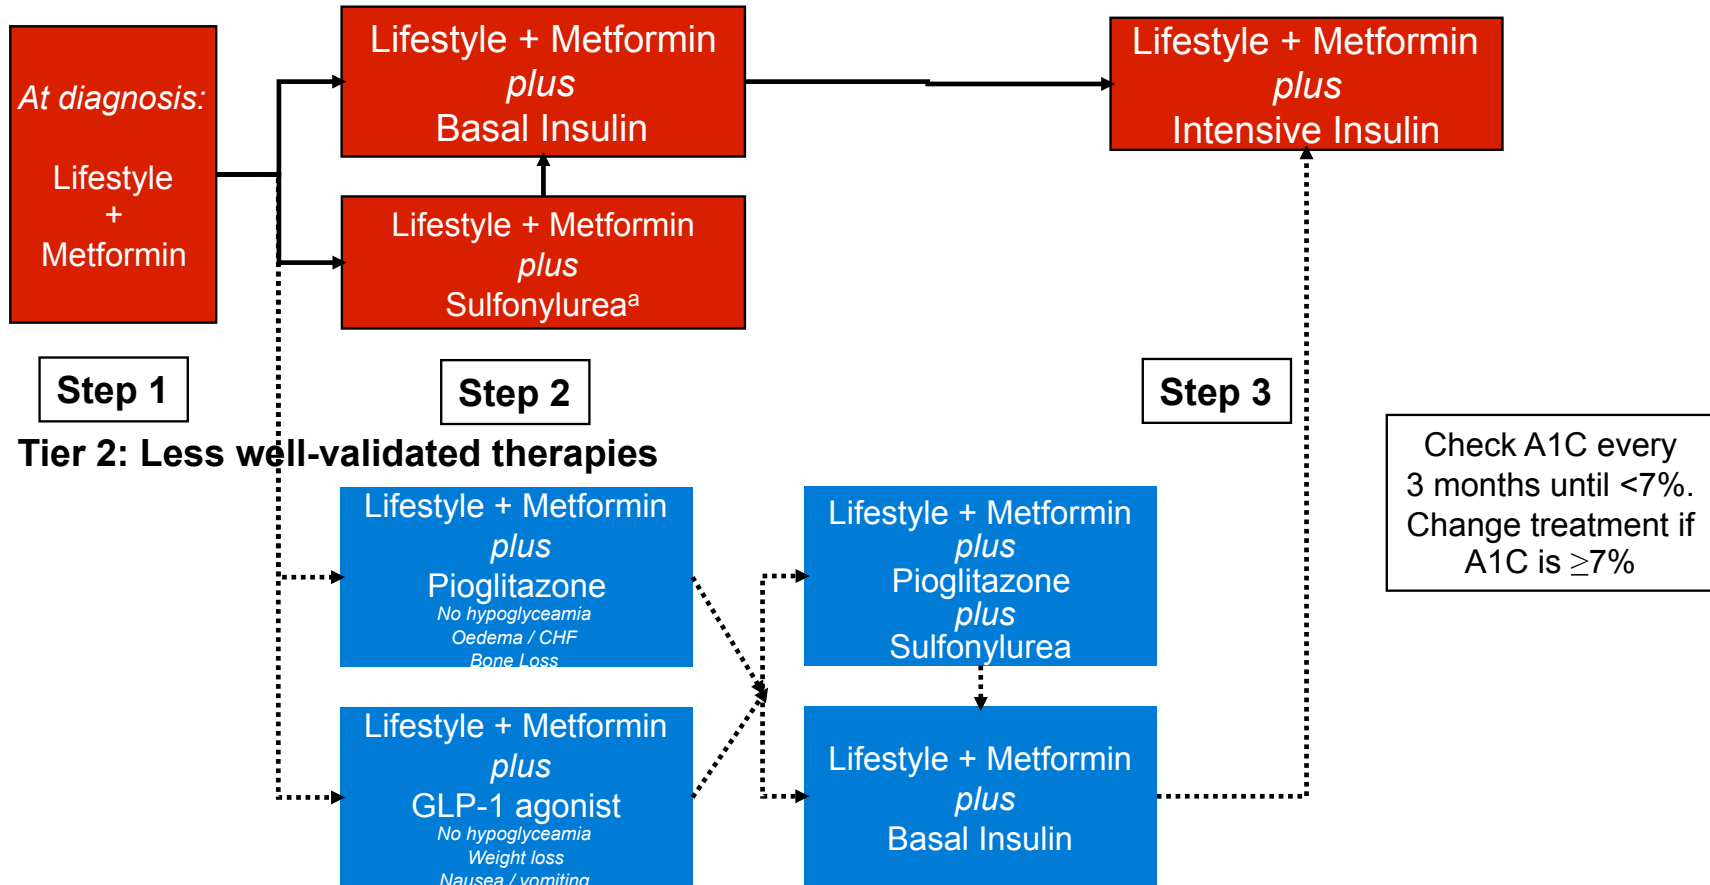 At diagnosis:
Lifestyle
+
Metformin
Lifestyle + Metformin
plus
Basal Insulin
Lifestyle + Metformin
plus
Sulfonylureaᵃ
Lifestyle + Metformin
plus
Intensive Insulin
Step 1
Step 2
Step 3
Tier 2: Less well-validated therapies
Check A1C every
3 months until <7%.
Change treatment if
A1C is ≥7%
Lifestyle + Metformin
plus
Pioglitazone
No hypoglyceamia
Oedema / CHF
Bone Loss
Lifestyle + Metformin
plus
GLP-1 agonist
No hypoglyceamia
Weight loss
Nausea / vomiting
Lifestyle + Metformin
plus
Pioglitazone
plus
Sulfonylurea
Lifestyle + Metformin
plus
Basal Insulin